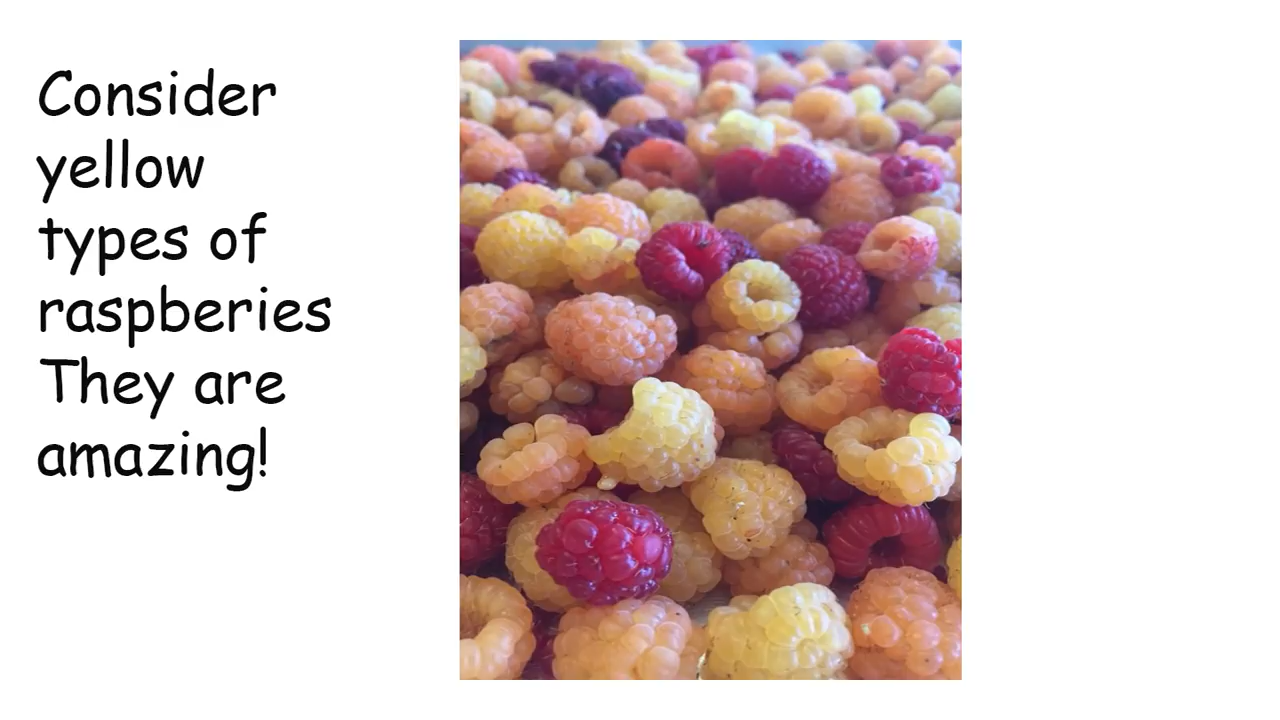 Consider
yellow
types of
raspberies
They are
amazing!